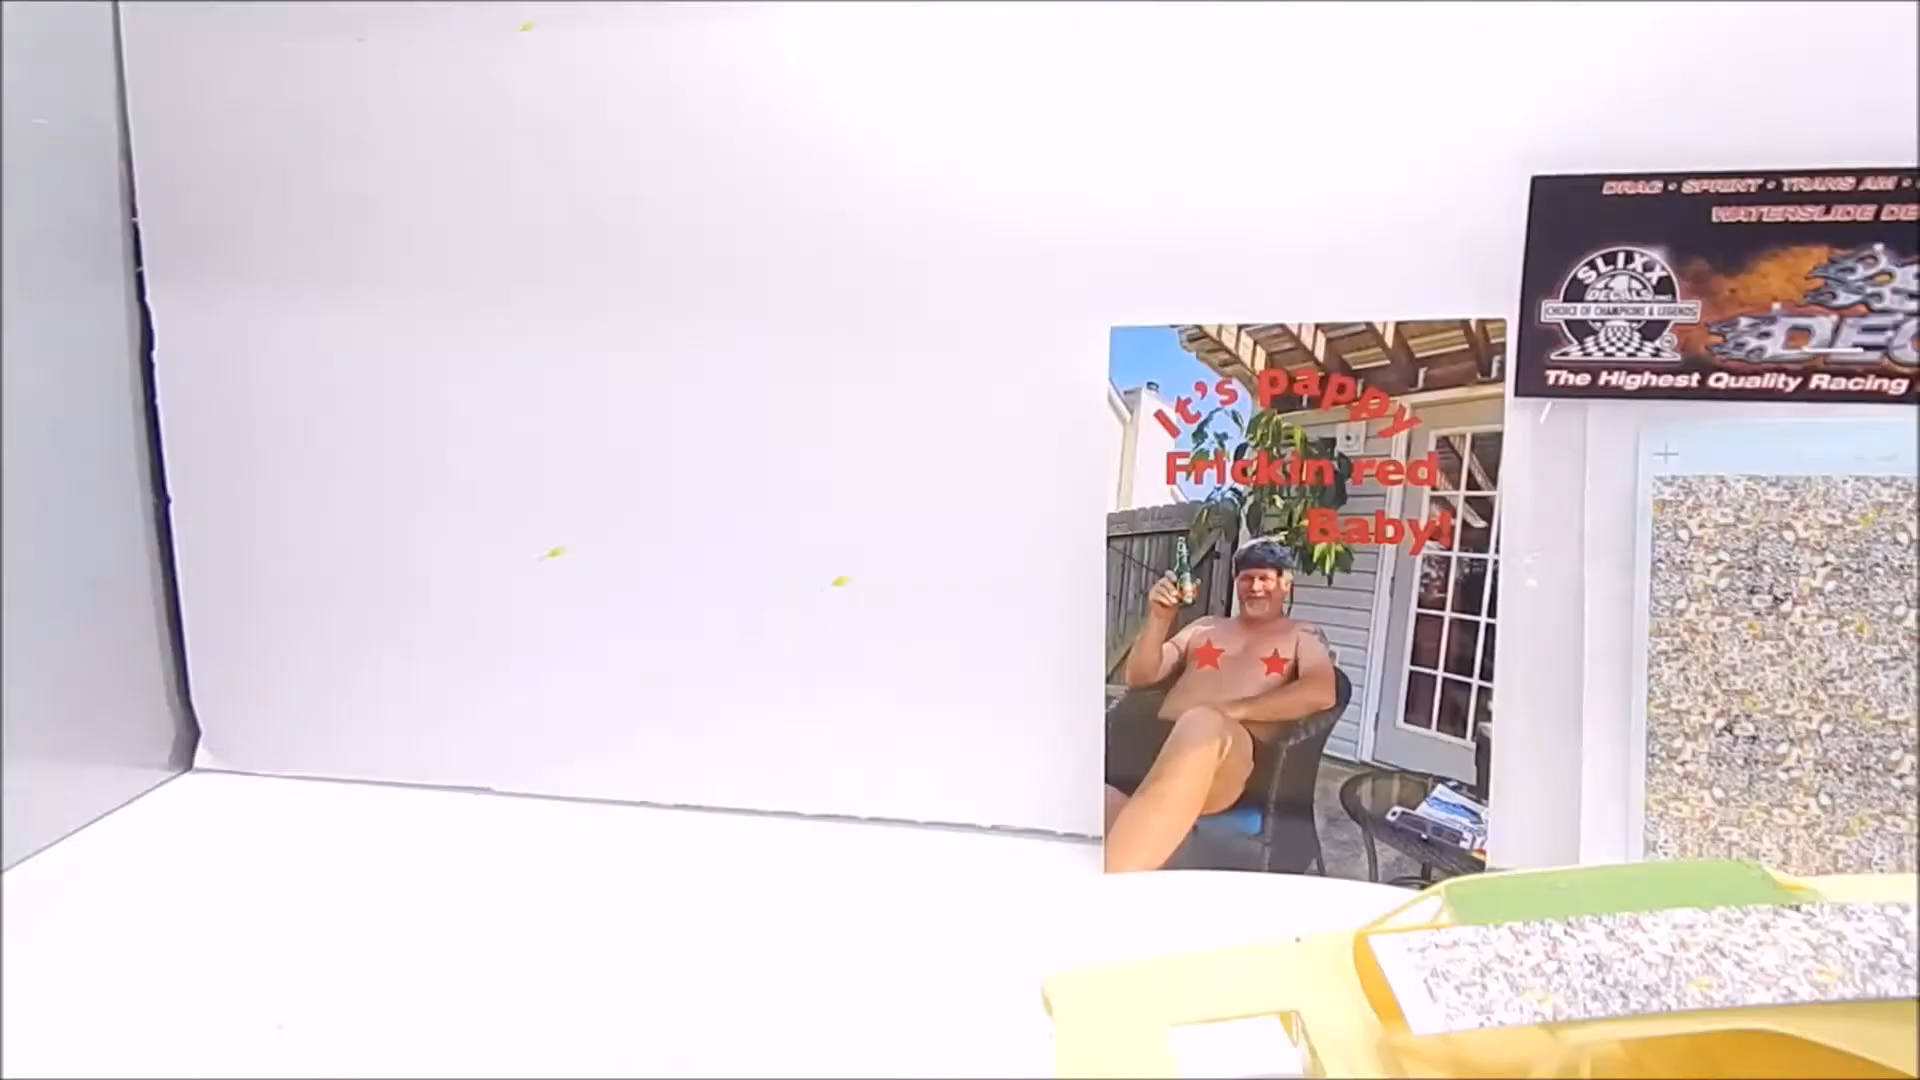 It's pappy
Frickin red
Baby!
DRAG • SPRINT • TRANS AM •
WATERSLIDE DE
SLIXX
DECALS
CHOICE OF CHAMPIONS & LEGENDS
DEC
The Highest Quality Racing